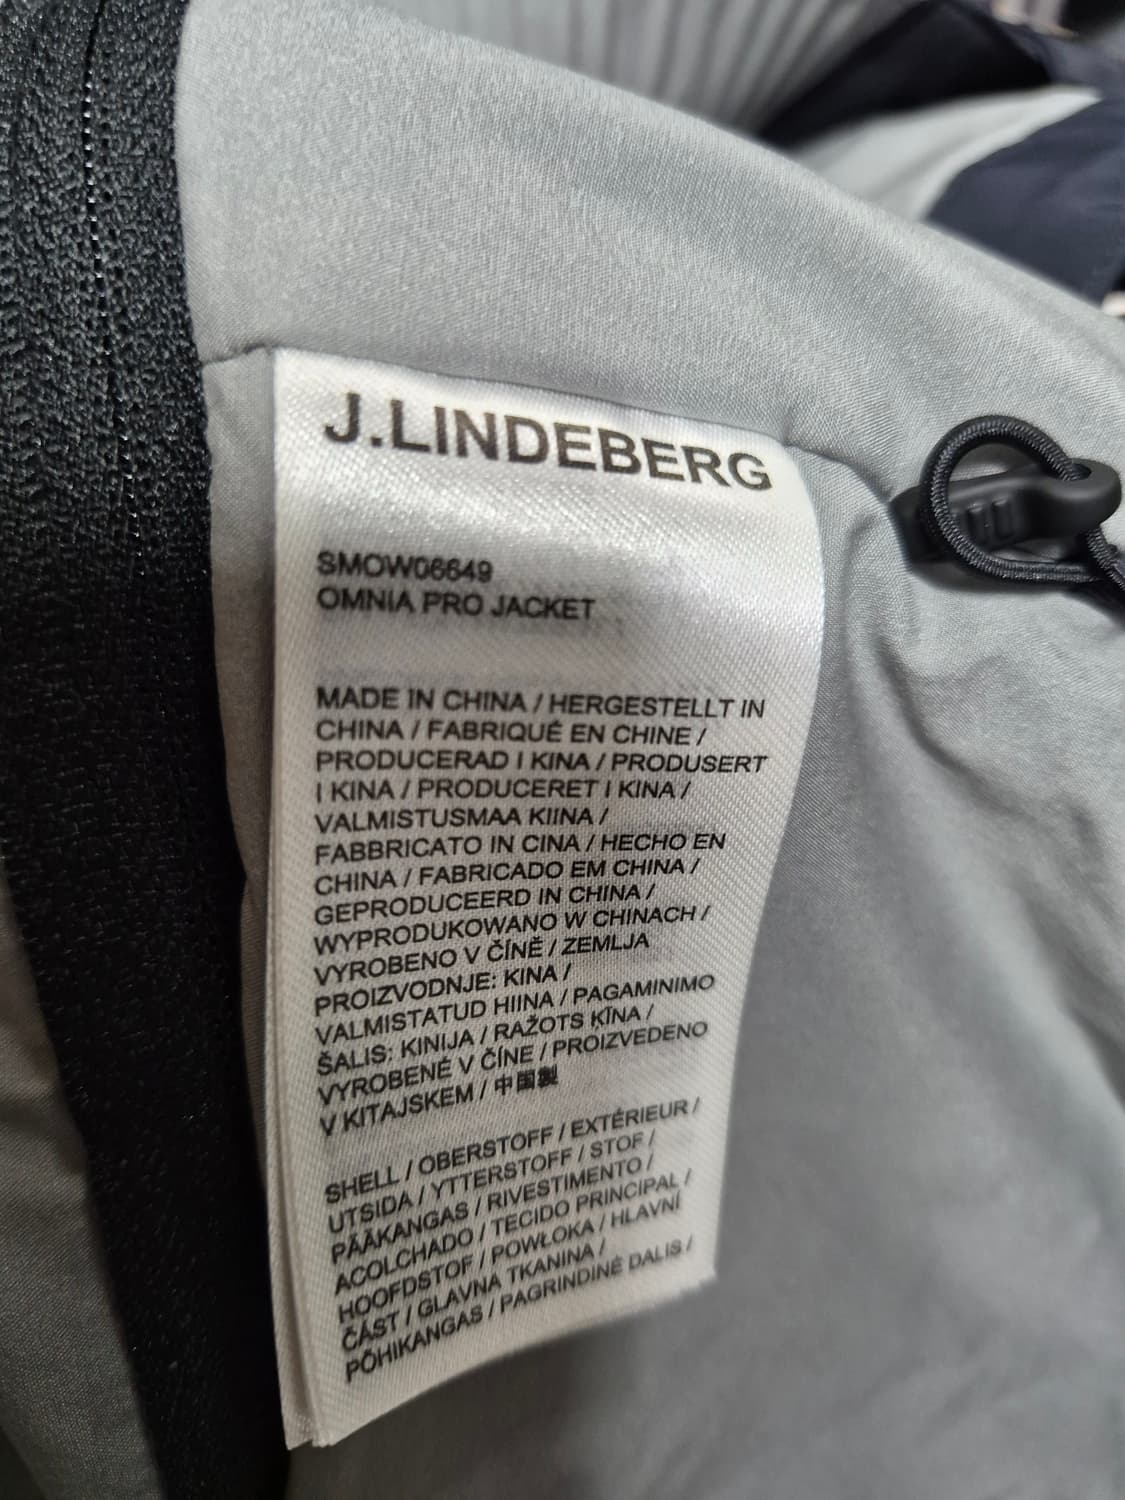 J.LINDEBERG
SMOW06649
OMNIA PRO JACKET
MADE IN CHINA / HERGESTELLT IN
CHINA / FABRIQUÉ EN CHINE /
PRODUCERAD I KINA / PRODUSERT
I KINA / PRODUCERET I KINA /
VALMISTUSMAA KIINA /
FABBRICATO IN CINA / HECHO EN
CHINA / FABRICADO EM CHINA /
GEPRODUCEERD IN CHINA /
WYPRODUKOWANO W CHINACH /
VYROBENO V ČÍNĚ / ZEMLJA
PROIZVODNJE: KINA /
VALMISTATUD HIINA / PAGAMINIMO
ŠALIS: KINIJA / RAŽOTS ĶĪNA /
VYROBENÉ V ČÍNE / PROIZVEDENO
V KITAJSKEM / 中国製
SHELL / OBERSTOFF / EXTÉRIEUR /
UTSIDA / YTTERSTOFF / STOF /
PÄÄKANGAS / RIVESTIMENTO /
ACOLCHADO / TECIDO PRINCIPAL /
HOOFDSTOF / POWŁOKA / HLAVNÍ
ČÁST / GLAVNA TKANINA /
PÕHIKANGAS / PAGRINDINĖ DALIS /